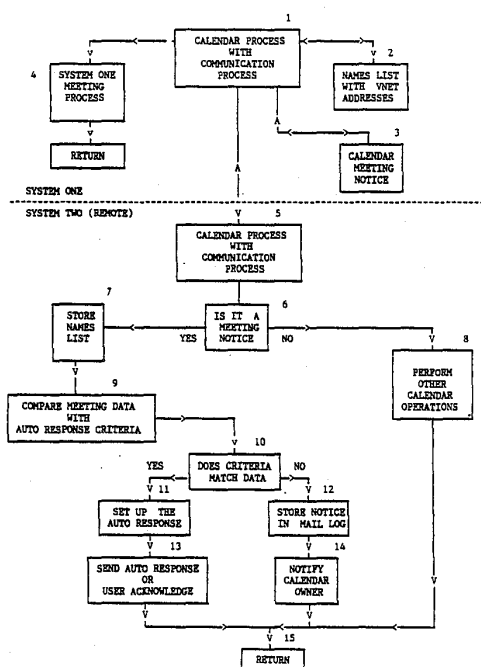 1
CALENDAR PROCESS
WITH
COMMUNICATION
PROCESS
2
NAMES LIST
WITH VNET
ADDRESSES
4
SYSTEM ONE
MEETING
PROCESS
3
RETURN
CALENDAR
MEETING
NOTICE
SYSTEM ONE
SYSTEM TWO (REMOTE)
5
CALENDAR PROCESS
WITH
COMMUNICATION
PROCESS
7
STORE
NAMES
LIST
6
IS IT A
MEETING
NOTICE
YES
NO
8
PERFORM
OTHER
CALENDAR
OPERATIONS
9
COMPARE MEETING DATA
WITH
AUTO RESPONSE CRITERIA
10
DOES CRITERIA
MATCH DATA
YES
NO
11
SET UP THE
AUTO RESPONSE
12
STORE NOTICE
IN MAIL LOG
13
SEND AUTO RESPONSE
OR
USER ACKNOWLEDGE
14
NOTIFY
CALENDAR
OWNER
15
RETURN